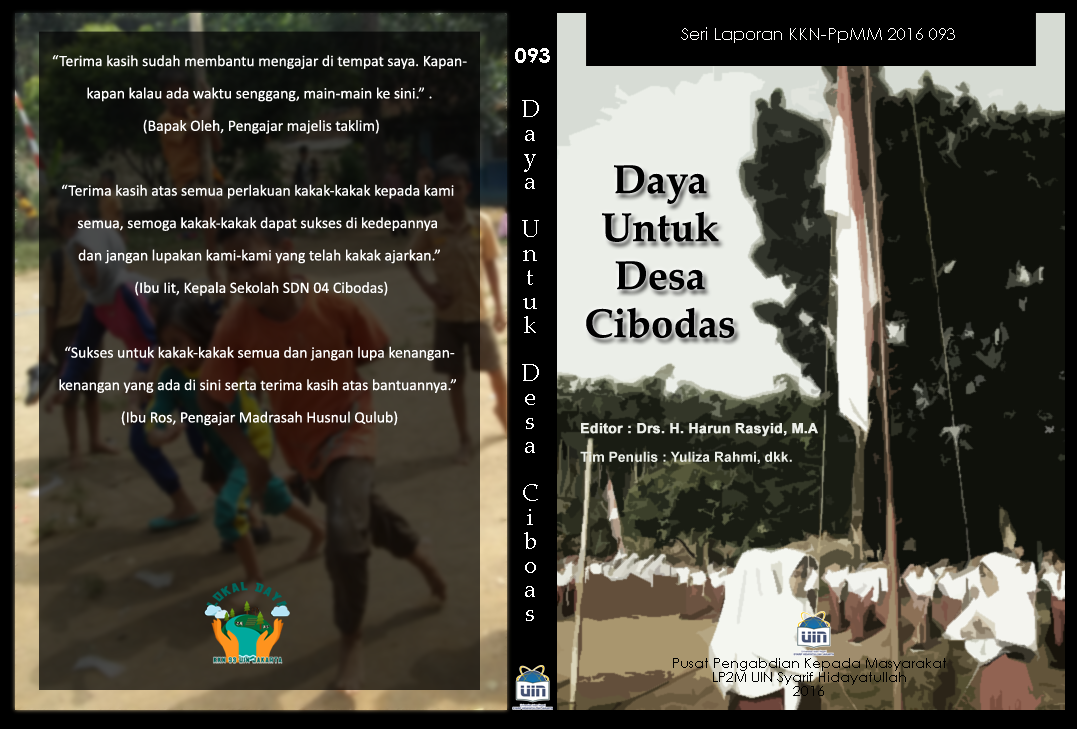 “Terima kasih sudah membantu mengajar di tempat saya. Kapan-
kapan kalau ada waktu senggang, main-main ke sini.” .
(Bapak Oleh, Pengajar majelis taklim)
“Terima kasih atas semua perlakuan kakak-kakak kepada kami
semua, semoga kakak-kakak dapat sukses di kedepannya
dan jangan lupakan kami-kami yang telah kakak ajarkan.”
(Ibu Iit, Kepala Sekolah SDN 04 Cibodas)
“Sukses untuk kakak-kakak semua dan jangan lupa kenangan-
kenangan yang ada di sini serta terima kasih atas bantuannya.”
(Ibu Ros, Pengajar Madrasah Husnul Qulub)
KKN 93 UIN JAKARTA
093
Daya Untuk Desa Ciboas
UIN
Seri Laporan KKN-PpMM 2016 093
Daya
Untuk
Desa
Cibodas
Editor : Drs. H. Harun Rasyid, M.A
Tim Penulis : Yuliza Rahmi, dkk.
UIN
Pusat Pengabdian Kepada Masyarakat
LP2M UIN Syarif Hidayatullah
2016